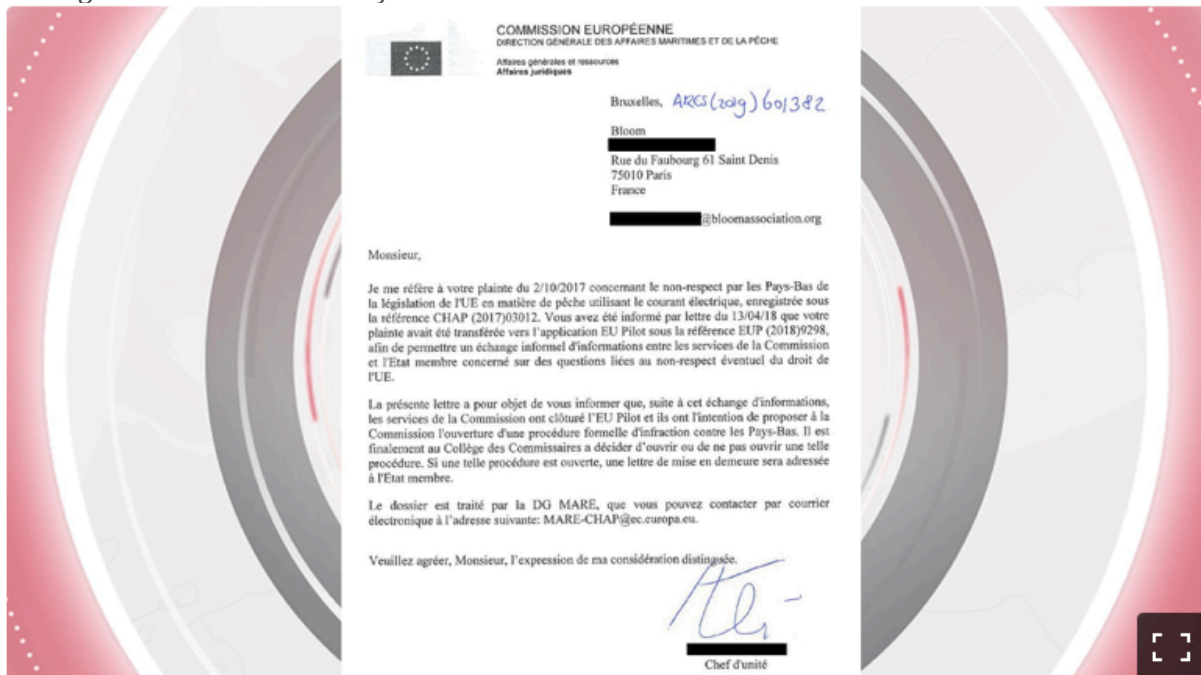 COMMISSION EUROPÉENNE
DIRECTION GÉNÉRALE DES AFFAIRES MARITIMES ET DE LA PÊCHE
Affaires générales et ressources
Affaires juridiques
Bruxelles, ARES(2019)601382
Bloom
Rue du Faubourg 61 Saint Denis
75010 Paris
France
@bloomassociation.org
Monsieur,
Je me réfère à votre plainte du 2/10/2017 concernant le non-respect par les Pays-Bas de
la législation de l'UE en matière de pêche utilisant le courant électrique, enregistrée sous
la référence CHAP (2017)03012. Vous avez été informé par lettre du 13/04/18 que votre
plainte avait été transférée vers l'application EU Pilot sous la référence EUP (2018)9298,
afin de permettre un échange informel d'informations entre les services de la Commission
et l'Etat membre concerné sur des questions liées au non-respect éventuel du droit de
l'UE.
La présente lettre a pour objet de vous informer que, suite à cet échange d'informations,
les services de la Commission ont clôturé l'EU Pilot et ils ont l'intention de proposer à la
Commission l'ouverture d'une procédure formelle d'infraction contre les Pays-Bas. Il est
finalement au Collège des Commissaires a décider d'ouvrir ou de ne pas ouvrir une telle
procédure. Si une telle procédure est ouverte, une lettre de mise en demeure sera adressée
à l'Etat membre.
Le dossier est traité par la DG MARE, que vous pouvez contacter par courrier
électronique à l'adresse suivante: MARE-CHAP@ec.europa.eu.
Veuillez agréer, Monsieur, l'expression de ma considération distinguée.
Chef d'unité